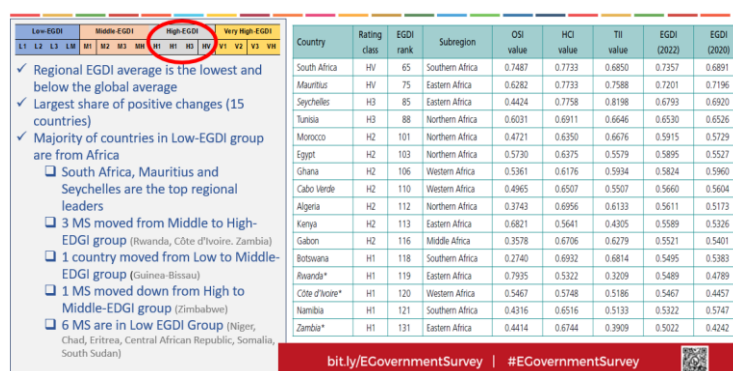 Low-EGDI Middle-EGDI High-EGDI Very High-EGDI
L1 L2 L3 LM M1 M2 M3 MH H1 H1 H3 HV V1 V2 V3 VH
✓ Regional EGDI average is the lowest and
below the global average
✓ Largest share of positive changes (15
countries)
✓ Majority of countries in Low-EGDI group
are from Africa
❑ South Africa, Mauritius and
Seychelles are the top regional
leaders
❑ 3 MS moved from Middle to High-
EDGI group (Rwanda, Côte d'Ivoire. Zambia)
❑ 1 country moved from Low to Middle-
EDGI group (Guinea-Bissau)
❑ 1 MS moved down from High to
Middle-EDGI group (Zimbabwe)
❑ 6 MS are in Low EGDI Group (Niger,
Chad, Eritrea, Central African Republic, Somalia,
South Sudan)
Country Rating class EGDI rank Subregion OSI value HCI value TII value EGDI (2022) EGDI (2020)
South Africa HV 65 Southern Africa 0.7487 0.7733 0.6850 0.7357 0.6891
Mauritius HV 75 Eastern Africa 0.6282 0.7733 0.7588 0.7201 0.7196
Seychelles H3 85 Eastern Africa 0.4424 0.7758 0.8198 0.6793 0.6920
Tunisia H3 88 Northern Africa 0.6031 0.6911 0.6646 0.6530 0.6526
Morocco H2 101 Northern Africa 0.4721 0.6350 0.6676 0.5915 0.5729
Egypt H2 103 Northern Africa 0.5730 0.6375 0.5579 0.5895 0.5527
Ghana H2 106 Western Africa 0.5361 0.6176 0.5934 0.5824 0.5960
Cabo Verde H2 110 Western Africa 0.4965 0.6507 0.5507 0.5660 0.5604
Algeria H2 112 Northern Africa 0.3743 0.6956 0.6133 0.5611 0.5173
Kenya H2 113 Eastern Africa 0.6821 0.5641 0.4305 0.5589 0.5326
Gabon H2 116 Middle Africa 0.3578 0.6706 0.6279 0.5521 0.5401
Botswana H1 118 Southern Africa 0.2740 0.6932 0.6814 0.5495 0.5383
Rwanda* H1 119 Eastern Africa 0.7935 0.5322 0.3209 0.5489 0.4789
Côte d'Ivoire* H1 120 Western Africa 0.5467 0.5748 0.5186 0.5467 0.4457
Namibia H1 121 Southern Africa 0.4316 0.6516 0.5133 0.5322 0.5747
Zambia* H1 131 Eastern Africa 0.4414 0.6744 0.3909 0.5022 0.4242
bit.ly/EGovernmentSurvey | #EGovernmentSurvey